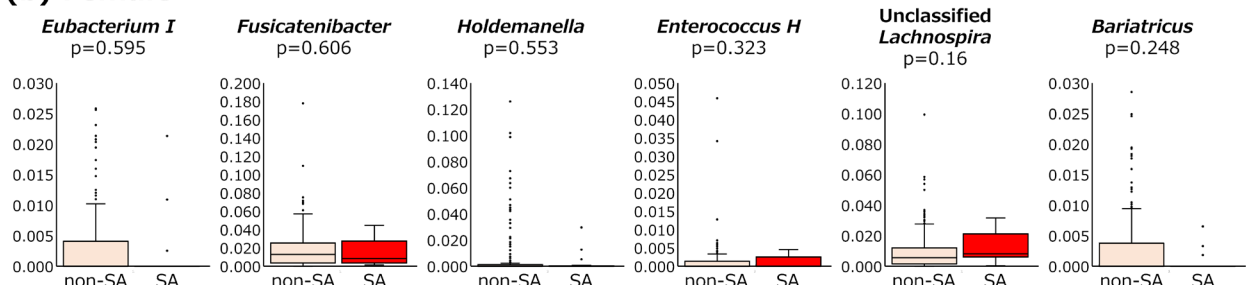 Eubacterium I
p=0.595
0.030
0.025
0.020
0.015
0.010
0.005
0.000
non-SA SA
Fusicatenibacter
p=0.606
0.200
0.180
0.160
0.140
0.120
0.100
0.080
0.060
0.040
0.020
0.000
non-SA SA
Holdemanella
p=0.553
0.140
0.120
0.100
0.080
0.060
0.040
0.020
0.000
non-SA SA
Enterococcus H
p=0.323
0.050
0.045
0.040
0.035
0.030
0.025
0.020
0.015
0.010
0.005
0.000
non-SA SA
Unclassified
Lachnospira
p=0.16
0.120
0.100
0.080
0.060
0.040
0.020
0.000
non-SA SA
Bariatricus
p=0.248
0.030
0.025
0.020
0.015
0.010
0.005
0.000
non-SA SA